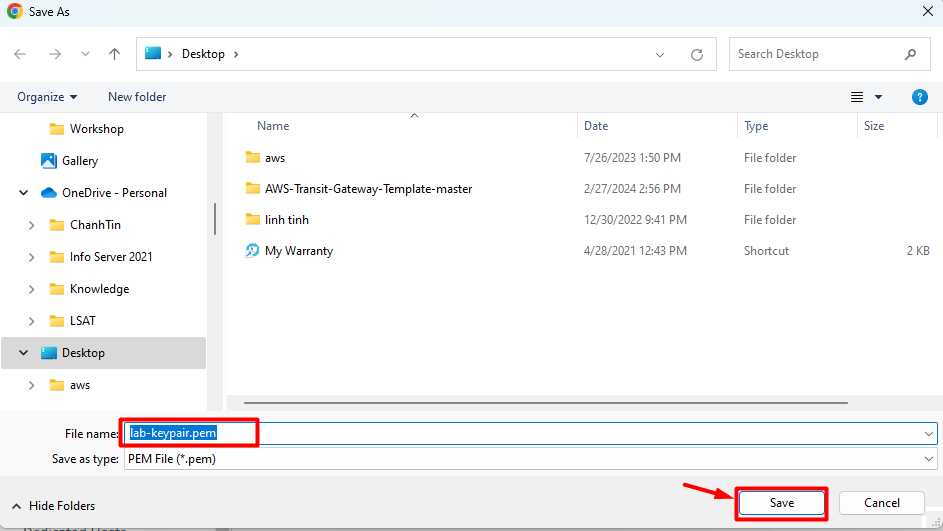 Save As
Desktop
Search Desktop
Organize
New folder
?
Name Date Type Size
Workshop
Gallery
OneDrive - Personal
ChanhTin
Info Server 2021
Knowledge
LSAT
Desktop
aws
aws 7/26/2023 1:50 PM File folder
AWS-Transit-Gateway-Template-master 2/27/2024 2:56 PM File folder
linh tinh 12/30/2022 9:41 PM File folder
My Warranty 4/28/2021 12:43 PM Shortcut 2 KB
File name: lab-keypair.pem
Save as type: PEM File (*.pem)
Hide Folders
Save
Cancel